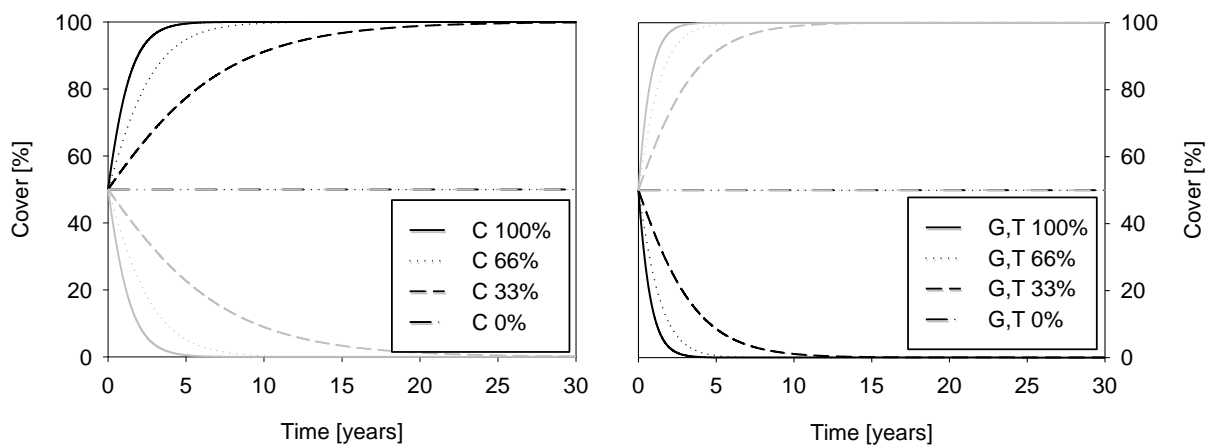 100
80
60
40
20
0
Cover [%]
C 100%
C 66%
C 33%
C 0%
0 5 10 15 20 25 30
Time [years]
G,T 100%
G,T 66%
G,T 33%
G,T 0%
100
80
60
40
20
0
Cover [%]
0 5 10 15 20 25 30
Time [years]